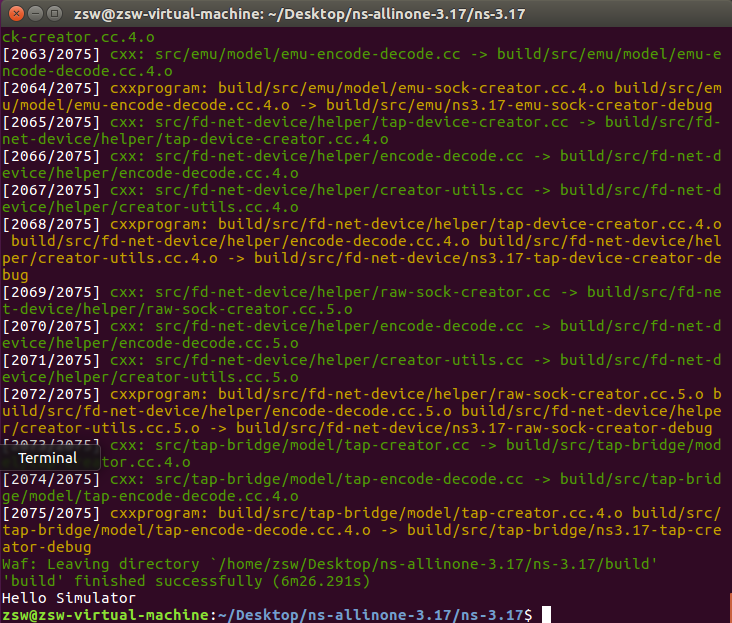 zsw@zsw-virtual-machine: ~/Desktop/ns-allinone-3.17/ns-3.17
ck-creator.cc.4.o
[2063/2075] cxx: src/emu/model/emu-encode-decode.cc -> build/src/emu/model/emu-e
ncode-decode.cc.4.o
[2064/2075] cxxprogram: build/src/emu/model/emu-sock-creator.cc.4.o build/src/em
u/model/emu-encode-decode.cc.4.o -> build/src/emu/ns3.17-emu-sock-creator-debug
[2065/2075] cxx: src/fd-net-device/helper/tap-device-creator.cc -> build/src/fd-
net-device/helper/tap-device-creator.cc.4.o
[2066/2075] cxx: src/fd-net-device/helper/encode-decode.cc -> build/src/fd-net-d
evice/helper/encode-decode.cc.4.o
[2067/2075] cxx: src/fd-net-device/helper/creator-utils.cc -> build/src/fd-net-d
evice/helper/creator-utils.cc.4.o
[2068/2075] cxxprogram: build/src/fd-net-device/helper/tap-device-creator.cc.4.o
 build/src/fd-net-device/helper/encode-decode.cc.4.o build/src/fd-net-device/hel
per/creator-utils.cc.4.o -> build/src/fd-net-device/ns3.17-tap-device-creator-de
bug
[2069/2075] cxx: src/fd-net-device/helper/raw-sock-creator.cc -> build/src/fd-ne
t-device/helper/raw-sock-creator.cc.5.o
[2070/2075] cxx: src/fd-net-device/helper/encode-decode.cc -> build/src/fd-net-d
evice/helper/encode-decode.cc.5.o
[2071/2075] cxx: src/fd-net-device/helper/creator-utils.cc -> build/src/fd-net-d
evice/helper/creator-utils.cc.5.o
[2072/2075] cxxprogram: build/src/fd-net-device/helper/raw-sock-creator.cc.5.o b
uild/src/fd-net-device/helper/encode-decode.cc.5.o build/src/fd-net-device/helpe
r/creator-utils.cc.5.o -> build/src/fd-net-device/ns3.17-raw-sock-creator-debug
[2073/2075] cxx: src/tap-bridge/model/tap-creator.cc -> build/src/tap-bridge/mod
Terminal tor.cc.4.o
[2074/2075] cxx: src/tap-bridge/model/tap-encode-decode.cc -> build/src/tap-brid
ge/model/tap-encode-decode.cc.4.o
[2075/2075] cxxprogram: build/src/tap-bridge/model/tap-creator.cc.4.o build/src/
tap-bridge/model/tap-encode-decode.cc.4.o -> build/src/tap-bridge/ns3.17-tap-cre
ator-debug
Waf: Leaving directory `/home/zsw/Desktop/ns-allinone-3.17/ns-3.17/build'
'build' finished successfully (6m26.291s)
Hello Simulator
zsw@zsw-virtual-machine:~/Desktop/ns-allinone-3.17/ns-3.17$